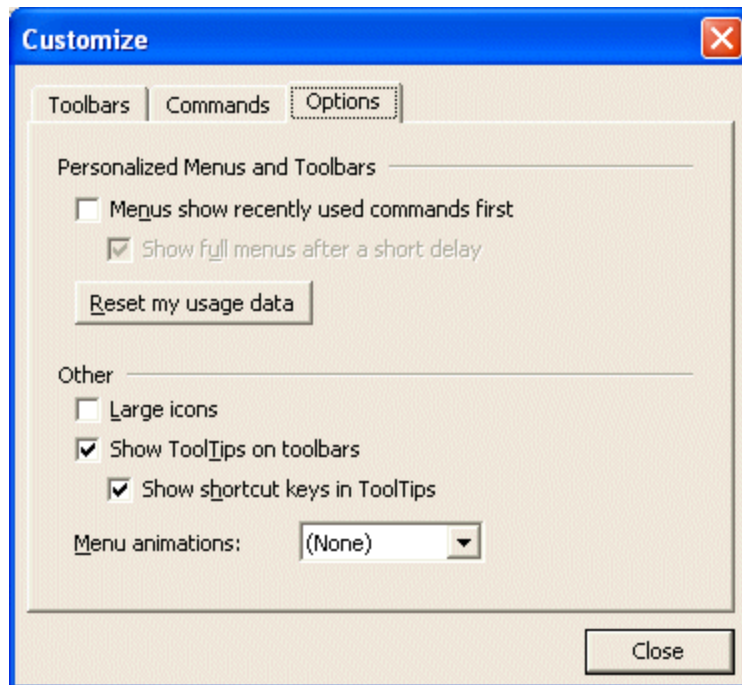 Customize
Toolbars Commands Options
Personalized Menus and Toolbars
Menus show recently used commands first
Show full menus after a short delay
Reset my usage data
Other
Large icons
Show ToolTips on toolbars
Show shortcut keys in ToolTips
Menu animations: (None)
Close